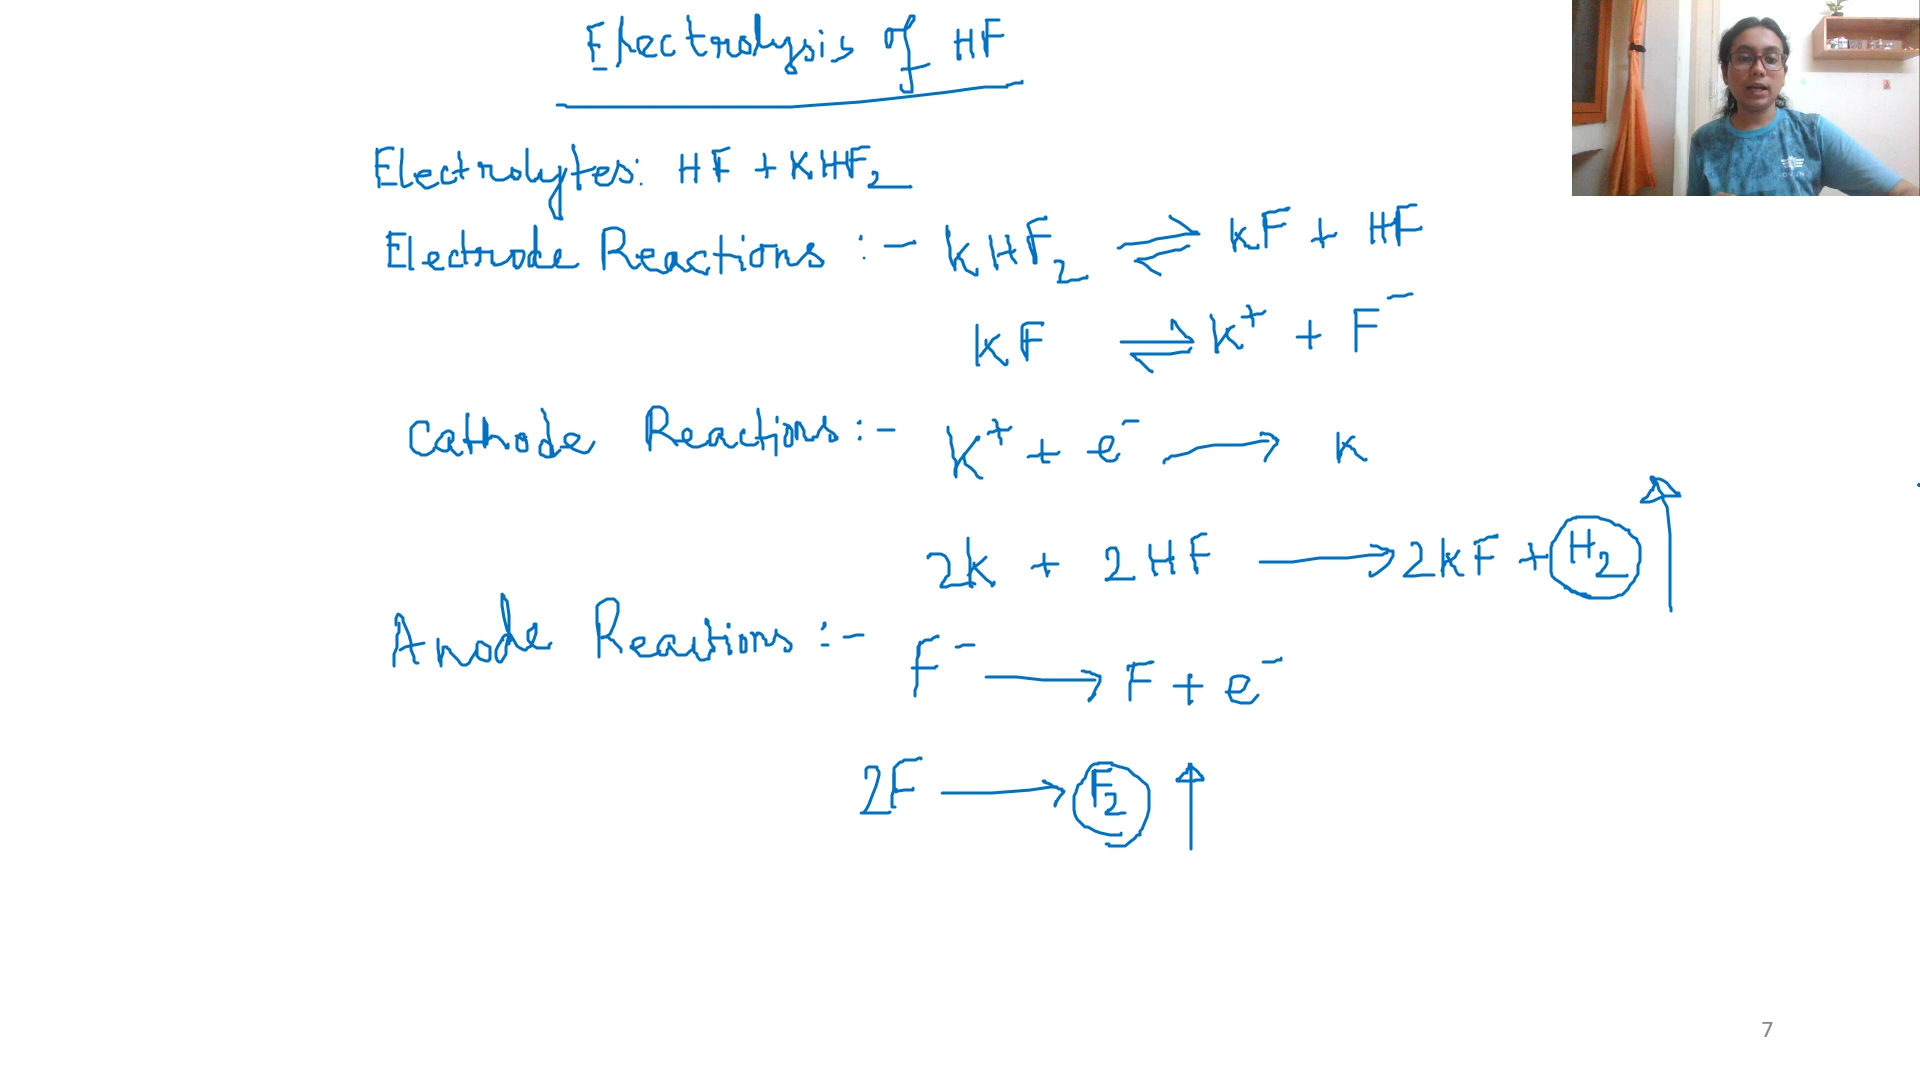 Electrolysis of HF
Electrolytes: HF + KHF₂
Electrode Reactions :- KHF₂ ⇌ KF + HF
KF ⇌ K⁺ + F⁻
Cathode Reactions :- K⁺ + e⁻ → K
2K + 2HF → 2KF + H₂ ↑
Anode Reactions :- F⁻ → F + e⁻
2F → F₂ ↑
7